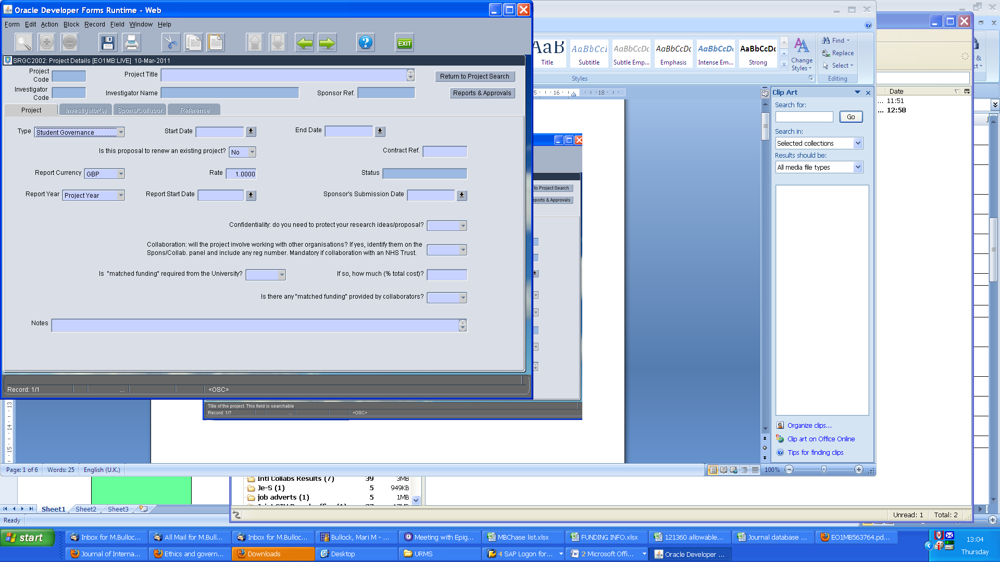 Oracle Developer Forms Runtime - Web
Form Edit Action Block Record Field Window Help
EXIT
SRGC2002: Project Details [EO1MB:LIVE] 10-Mar-2011
Project Code
Project Title
Return to Project Search
Investigator Code
Investigator Name
Sponsor Ref.
Reports & Approvals
Project
Investigator(s)
Spons/Collabor.
Reference
Type Student Governance
Start Date
End Date
Is this proposal to renew an existing project? No
Contract Ref.
Report Currency GBP
Rate 1.0000
Status
Report Year Project Year
Report Start Date
Sponsor's Submission Date
Confidentiality: do you need to protect your research ideas/proposal?
Collaboration: will the project involve working with other organisations? If yes, identify them on the
Spons/Collab. panel and include any reg number. Mandatory if collaboration with an NHS Trust.
Is "matched funding" required from the University?
If so, how much (% total cost)?
Is there any "matched funding" provided by collaborators?
Notes
Record: 1/1 ... <OSC>
AaB AaBbCcI AaBbCcDc AaBbCcDc AaBbCcDc AaBbCcDc
Title Subtitle Subtle Emp... Emphasis Intense Em... Strong
Change Styles
Find
Replace
Select
Styles
Editing
16 18
Clip Art
Search for:
Go
Search in:
Selected collections
Results should be:
All media file types
Organize clips...
Clip art on Office Online
Tips for finding clips
Date
... 11:51
... 12:58
to Project Search
ports & Approvals
Title of the project. This field is searchable
Record: 1/? ... <OSC>
13
14
15
Page: 1 of 6 Words: 25 English (U.K.)
100%
Intl Collabs Results (7) 39 3MB
Je-S (1) 5 949KB
job adverts (1) 5 1MB
Sheet1 Sheet2 Sheet3
Ready
Unread: 1 Total: 2
start
Inbox for M.Bulloc...
All Mail for M.Bull...
Inbox for M.Bulloc...
Bullock, Mari M - ...
Meeting with Epig...
MBChase list.xlsx
FUNDING INFO.xlsx
121360 allowable...
Journal database ...
EO1MB563764.pd...
13:04
Journal of Interna...
Ethics and govern...
Downloads
Desktop
URMS
4 SAP Logon for...
2 Microsoft Offi...
Oracle Developer ...
Thursday